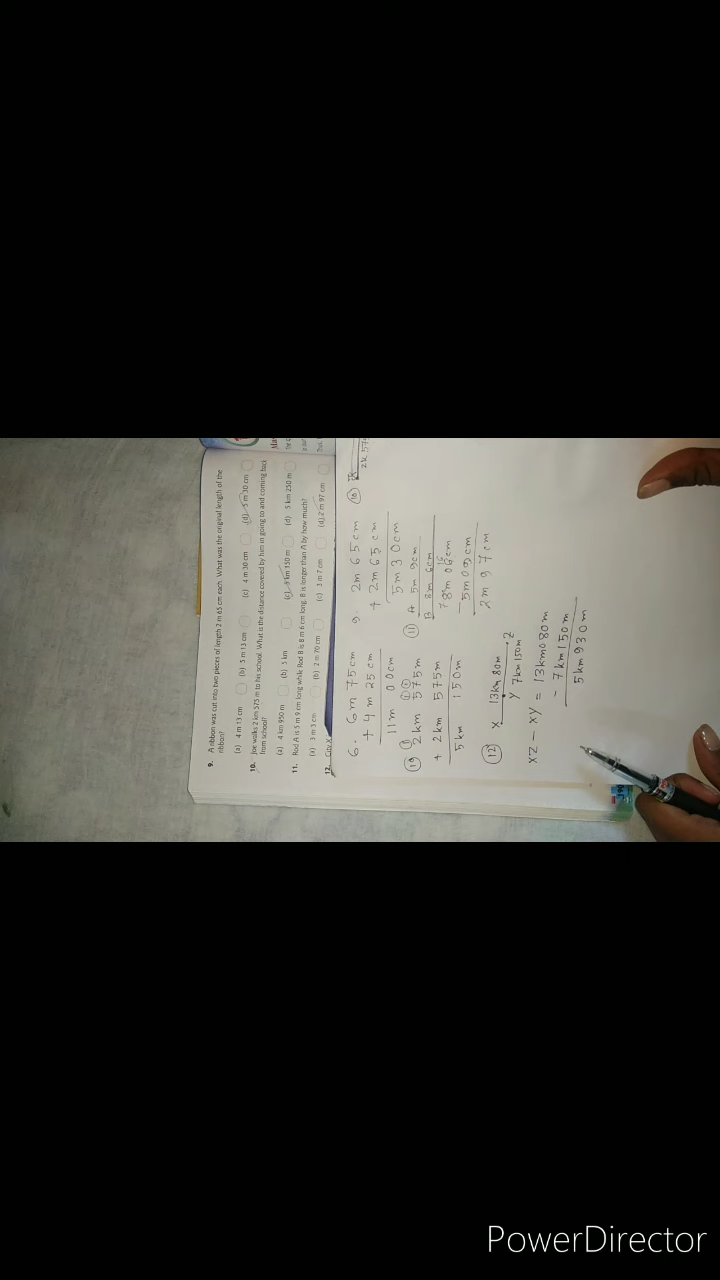 9. A ribbon was cut into two pieces of length 2 m 65 cm each. What was the original length of the
ribbon?
(a) 4 m 13 cm (b) 5 m 13 cm (c) 4 m 30 cm (d) 5 m 30 cm
10. Joe walks 2 km 575 m to his school. What is the distance covered by him in going to and coming back
from school?
(a) 4 km 950 m (b) 5 km (c) 5 km 150 m (d) 5 km 250 m
11. Rod A is 5 m 9 cm long while Rod B is 8 m 6 cm long. B is longer than A by how much?
(a) 3 m 3 cm (b) 2 m 70 cm (c) 3 m 7 cm (d) 2 m 97 cm
12. City X
6. 6m 75cm
+ 4m 25cm
11m 00cm
9. 2m 65cm
+ 2m 65cm
5m 30cm
10
2km 575m
+ 2km 575m
5km 150m
11 A 5m 9cm
B 8m 6cm
8m 06cm
- 5m 09cm
2m 97cm
12 X 13km 80m Z
Y 7km 150m
XZ - XY = 13km 080m
- 7km 150m
5km 930m
PowerDirector